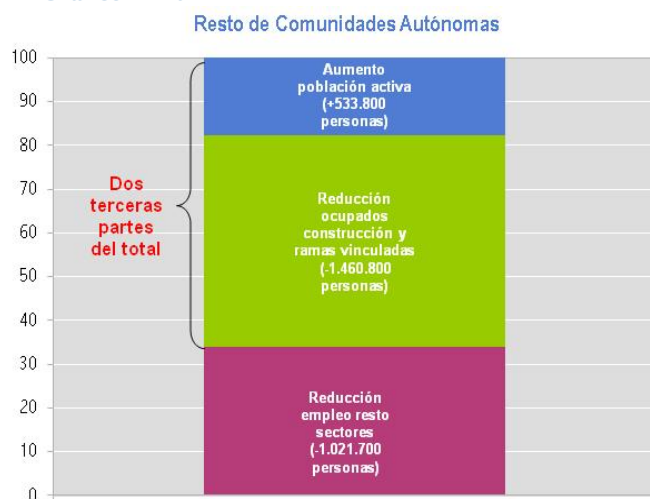 Resto de Comunidades Autónomas
100
90
80
70
60
50
40
30
20
10
0
Dos
terceras
partes
del total
Aumento
población activa
(+533.800
personas)
Reducción
ocupados
construcción y
ramas vinculadas
(-1.460.800
personas)
Reducción
empleo resto
sectores
(-1.021.700
personas)